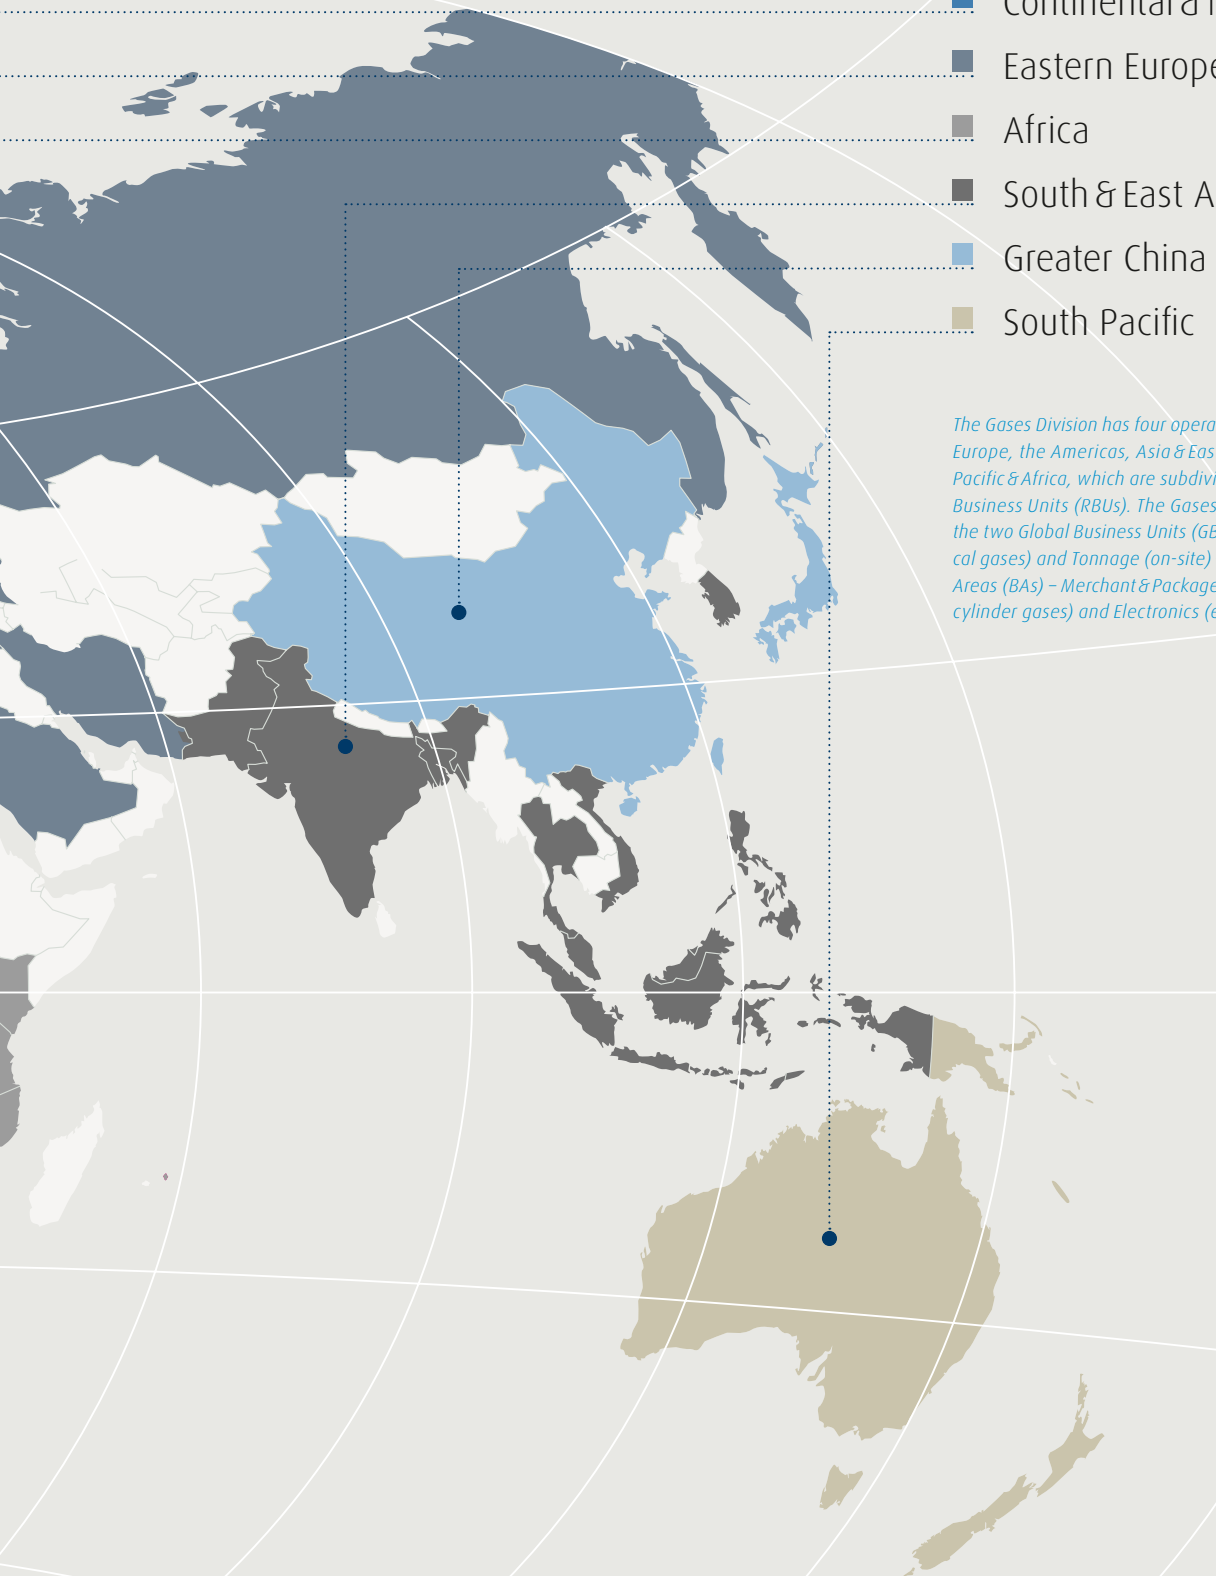 Continental &
Eastern Europe
Africa
South & East A
Greater China
South Pacific
The Gases Division has four opera
Europe, the Americas, Asia & Eas
Pacific & Africa, which are subdivi
Business Units (RBUs). The Gases
the two Global Business Units (GB
cal gases) and Tonnage (on-site)
Areas (BAs) – Merchant & Package
cylinder gases) and Electronics (e